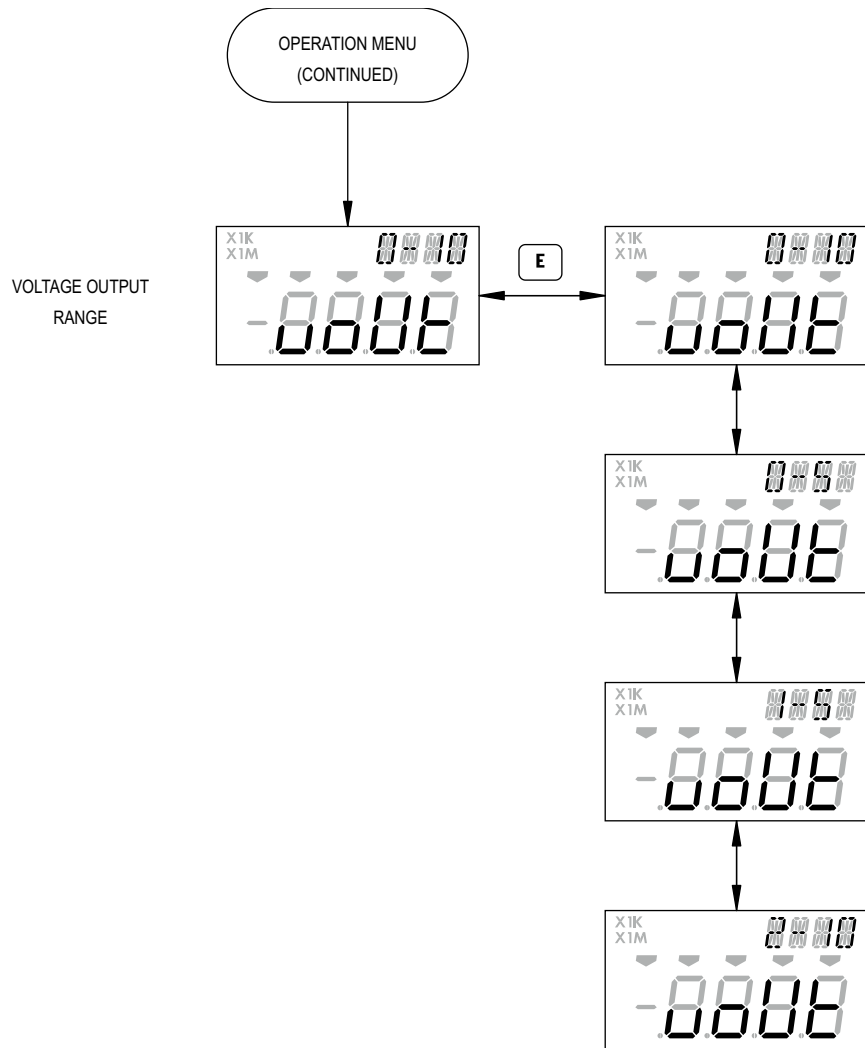 OPERATION MENU
(CONTINUED)
VOLTAGE OUTPUT
RANGE
X1K
X1M
0-10
uoUt
E
X1K
X1M
0-10
uoUt
X1K
X1M
0-5
uoUt
X1K
X1M
1-5
uoUt
X1K
X1M
2-10
uoUt